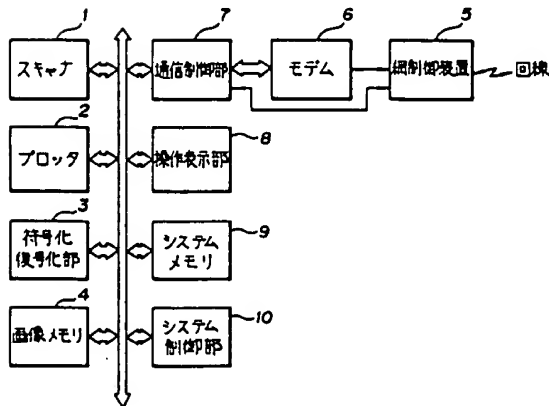 1
スキャナ
2
プロッタ
3
符号化
復号化部
4
画像メモリ
7
通信制御部
6
モデム
5
網制御装置
回線
8
操作表示部
9
システム
メモリ
10
システム
制御部